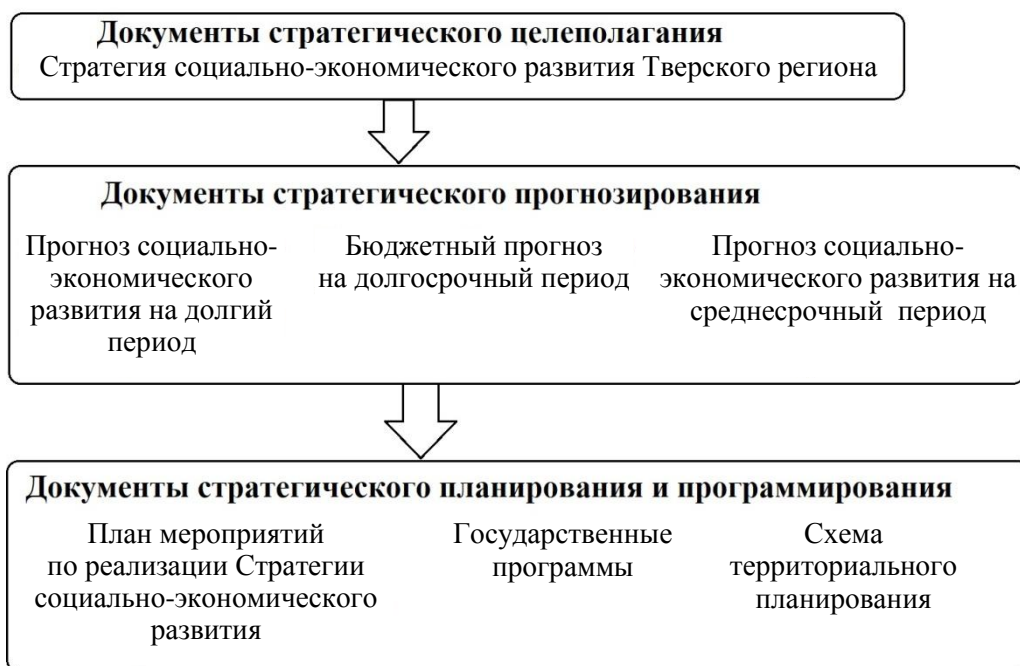 Документы стратегического целеполагания
Стратегия социально-экономического развития Тверского региона
Документы стратегического прогнозирования
Прогноз социально-
экономического
развития на долгий
период
Бюджетный прогноз
на долгосрочный период
Прогноз социально-
экономического развития на
среднесрочный период
Документы стратегического планирования и программирования
План мероприятий
по реализации Стратегии
социально-экономического
развития
Государственные
программы
Схема
территориального
планирования